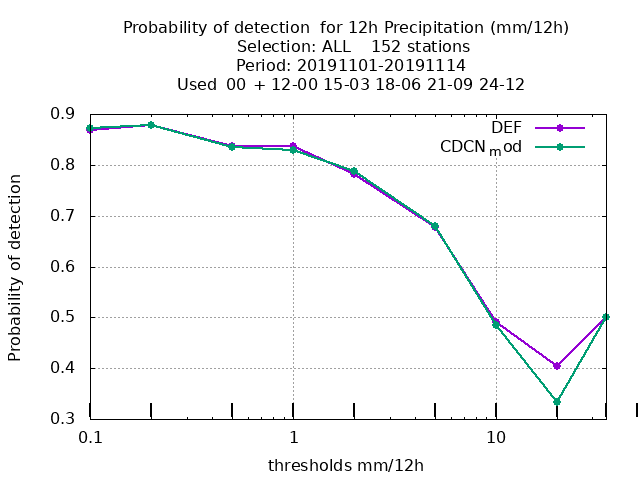 Probability of detection  for 12h Precipitation (mm/12h)
Selection: ALL    152 stations
Period: 20191101-20191114
Used  00  + 12-00 15-03 18-06 21-09 24-12
0.9
DEF
CDCNmod
0.8
0.7
0.6
0.5
0.4
0.3
Probability of detection
0.1 1 10
thresholds mm/12h